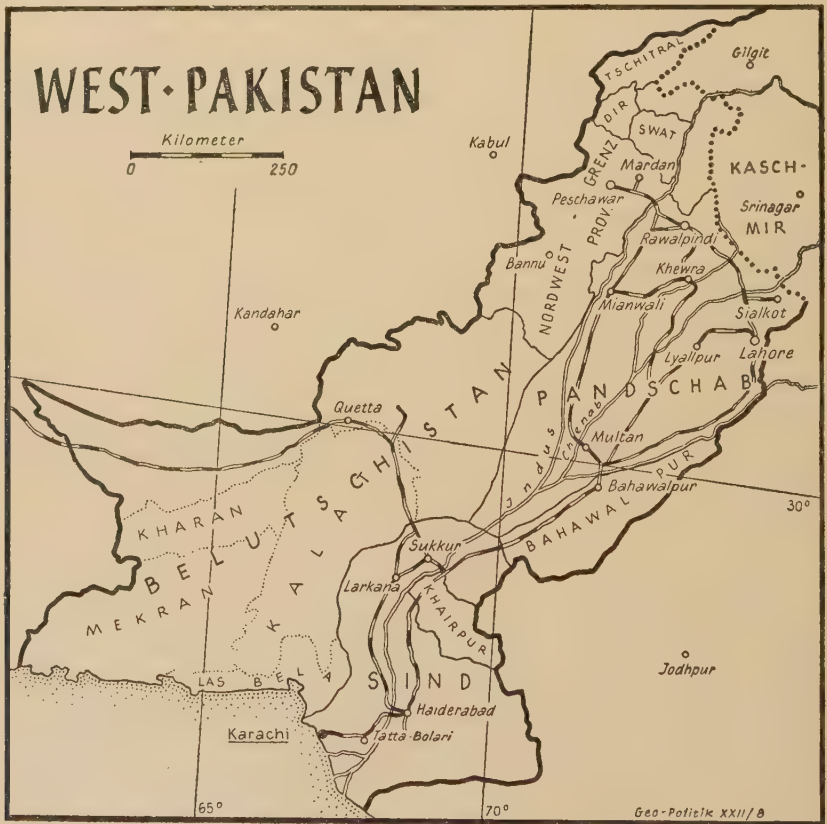 WEST·PAKISTAN
Kilometer
0 250
TSCHITRAL
Gilgit
DIR
SWAT
Kabul
Mardan
KASCH-
MIR
Peschawar
Srinagar
NORDWEST - GRENZ
PROV.
Rawalpindi
Bannu
Khewra
Mianwali
Sialkot
Kandahar
Lyallpur
Lahore
PANDSCHAB
Quetta
Chenab
Indus
Multan
Bahawalpur
BAHAWALPUR
30°
KHARAN
BELUTSCHISTAN
KALAT
Sukkur
Larkana
MEKRAN
KHAIRPUR
Jodhpur
LAS BELA
SIND
Haiderabad
Karachi
Tatta-Bolari
65°
70°
Geo-Politik XXII/8